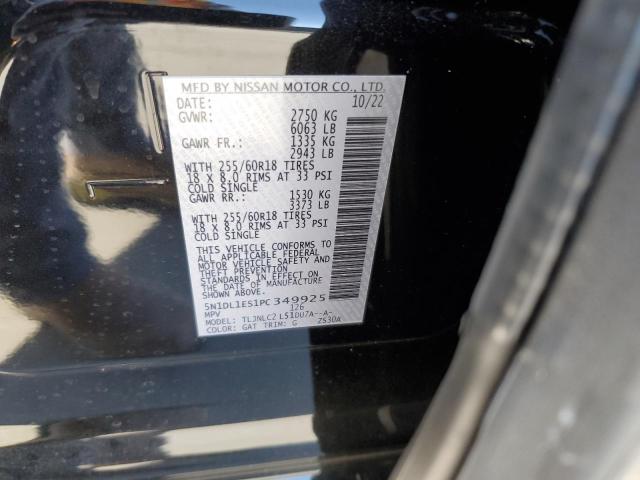 MFD BY NISSAN MOTOR CO., LTD.
DATE: 10/22
GVWR: 2750 KG
6063 LB
GAWR FR.: 1335 KG
2943 LB
WITH 255/60R18 TIRES
18 X 8.0 RIMS AT 33 PSI
COLD SINGLE
GAWR RR.: 1530 KG
3373 LB
WITH 255/60R18 TIRES
18 X 8.0 RIMS AT 33 PSI
COLD SINGLE
THIS VEHICLE CONFORMS TO
ALL APPLICABLE FEDERAL
MOTOR VEHICLE SAFETY AND
THEFT PREVENTION
STANDARDS IN EFFECT ON
DATE OF MANUFACTURE
5N1DL1ES1PC349925
MPV J26
MODEL: TLJNLC2 L51DU7A--A-
COLOR: GAT TRIM: G ZS30A